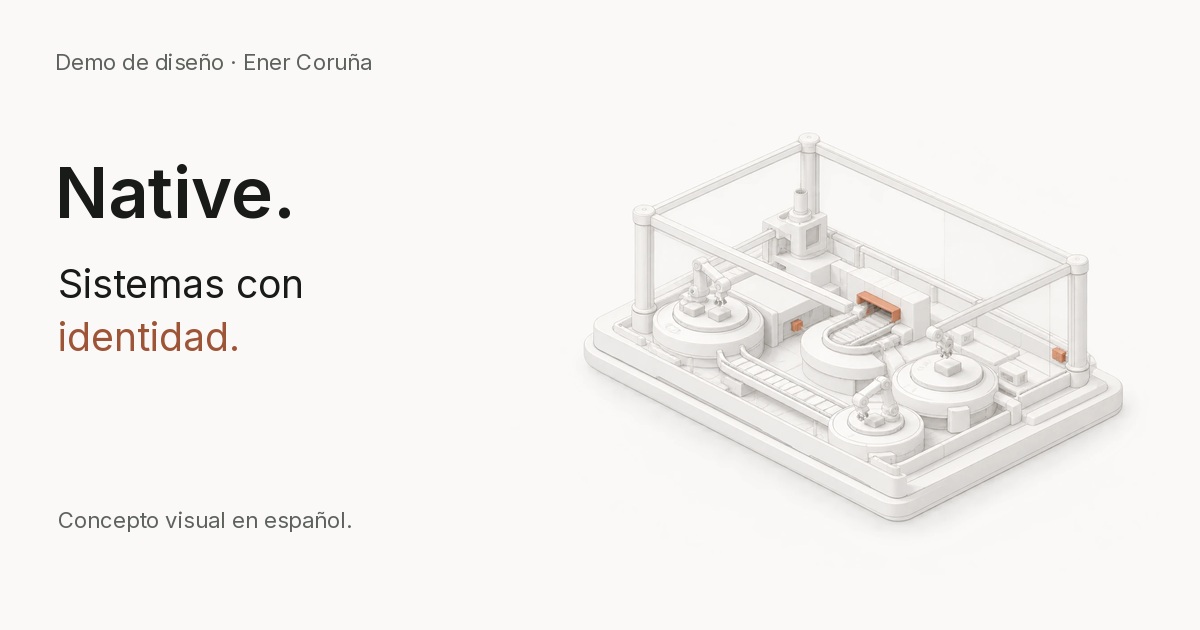 Demo de diseño · Ener Coruña
Native.
Sistemas con
identidad.
Concepto visual en español.